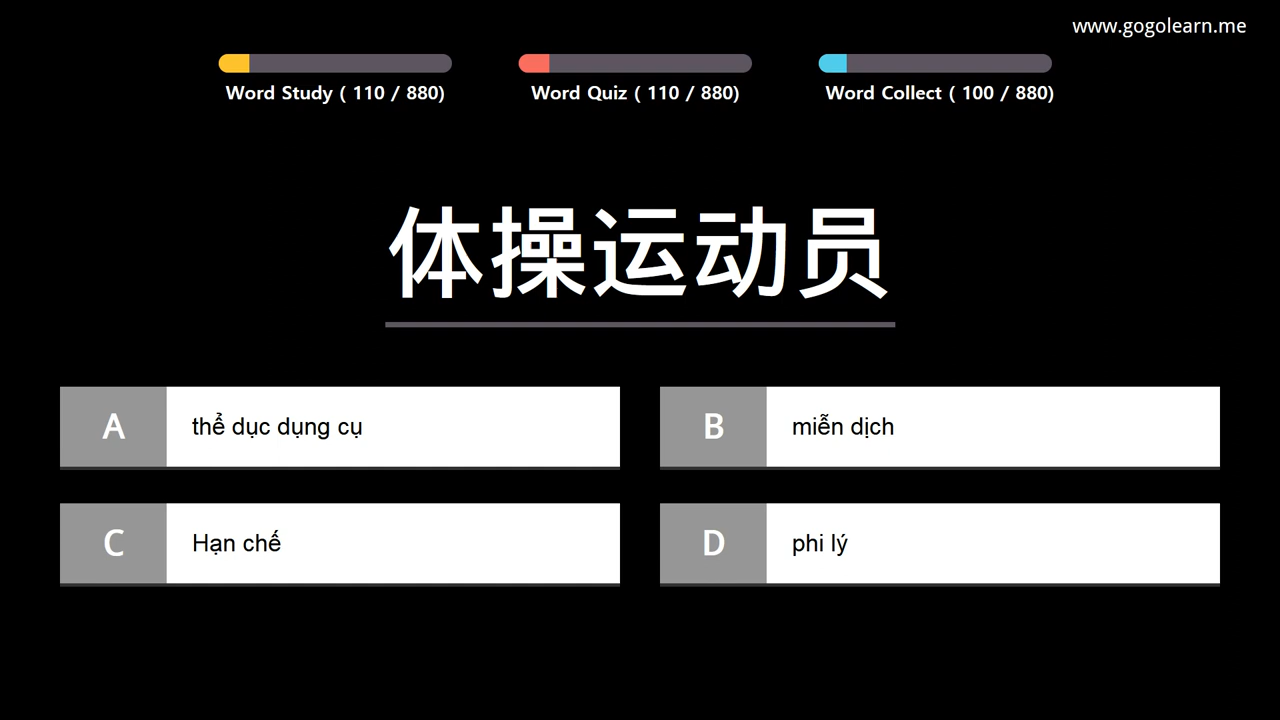 www.gogolearn.me
Word Study ( 110 / 880)
Word Quiz ( 110 / 880)
Word Collect ( 100 / 880)
体操运动员
A thể dục dụng cụ
B miễn dịch
C Hạn chế
D phi lý